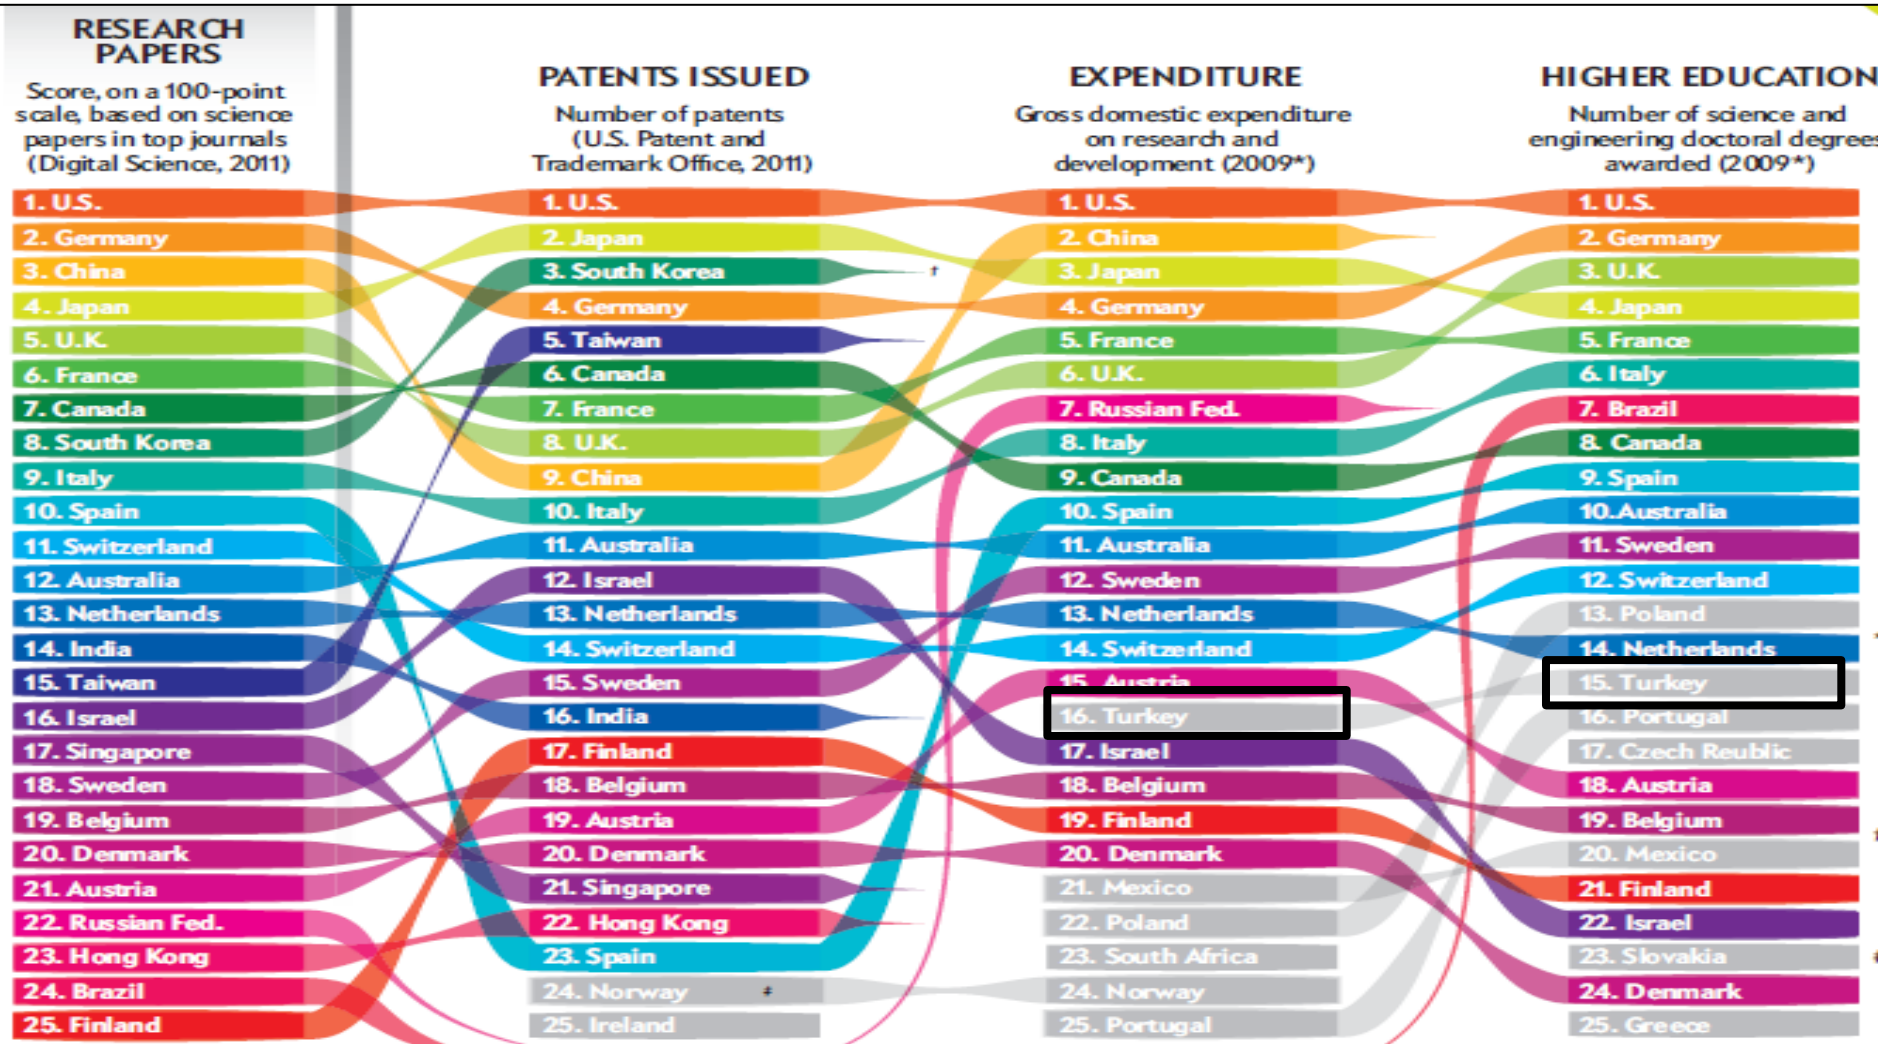 RESEARCH
PAPERS
Score, on a 100-point
scale, based on science
papers in top journals
(Digital Science, 2011)
1. U.S.
2. Germany
3. China
4. Japan
5. U.K.
6. France
7. Canada
8. South Korea
9. Italy
10. Spain
11. Switzerland
12. Australia
13. Netherlands
14. India
15. Taiwan
16. Israel
17. Singapore
18. Sweden
19. Belgium
20. Denmark
21. Austria
22. Russian Fed.
23. Hong Kong
24. Brazil
25. Finland
PATENTS ISSUED
Number of patents
(U.S. Patent and
Trademark Office, 2011)
1. U.S.
2. Japan
3. South Korea †
4. Germany
5. Taiwan
6. Canada
7. France
8. U.K.
9. China
10. Italy
11. Australia
12. Israel
13. Netherlands
14. Switzerland
15. Sweden
16. India
17. Finland
18. Belgium
19. Austria
20. Denmark
21. Singapore
22. Hong Kong
23. Spain
24. Norway ‡
25. Ireland
EXPENDITURE
Gross domestic expenditure
on research and
development (2009*)
1. U.S.
2. China
3. Japan
4. Germany
5. France
6. U.K.
7. Russian Fed.
8. Italy
9. Canada
10. Spain
11. Australia
12. Sweden
13. Netherlands
14. Switzerland
15. Austria
16. Turkey
17. Israel
18. Belgium
19. Finland
20. Denmark
21. Mexico
22. Poland
23. South Africa
24. Norway
25. Portugal
HIGHER EDUCATION
Number of science and
engineering doctoral degrees
awarded (2009*)
1. U.S.
2. Germany
3. U.K.
4. Japan
5. France
6. Italy
7. Brazil
8. Canada
9. Spain
10.Australia
11. Sweden
12. Switzerland
13. Poland
14. Netherlands
15. Turkey
16. Portugal
17. Czech Reublic
18. Austria
19. Belgium
20. Mexico
21. Finland
22. Israel
23. Slovakia
24. Denmark
25. Greece